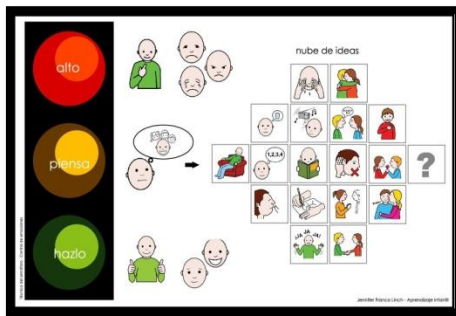 alto
piensa
hazlo
nube de ideas
1,2,3,4
?
¡JA JA JA!
Jennifer Franco Linch - Aprendizaje Infantil